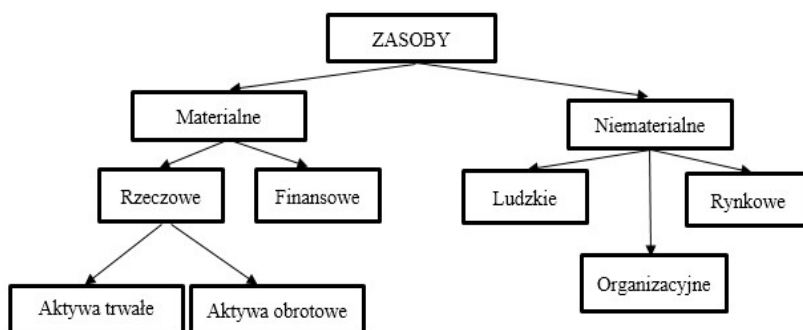 ZASOBY
Materialne
Niematerialne
Rzeczowe
Finansowe
Ludzkie
Rynkowe
Organizacyjne
Aktywa trwałe
Aktywa obrotowe